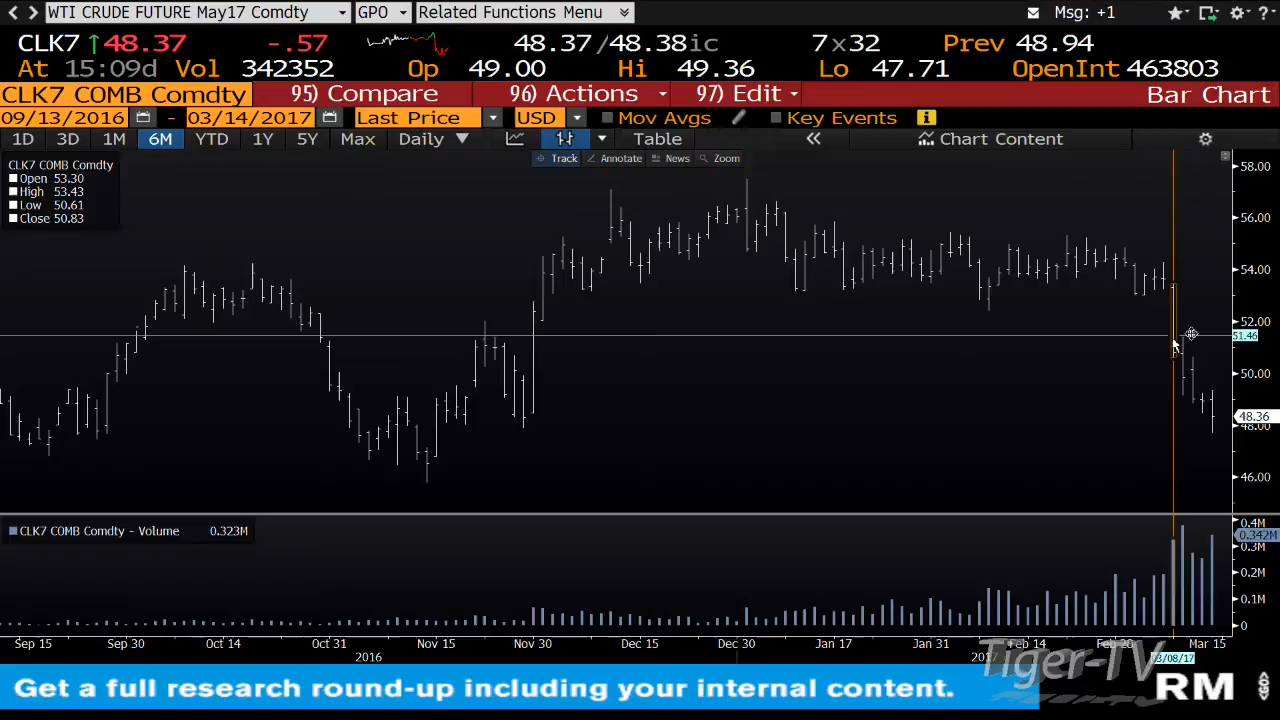 WTI CRUDE FUTURE May17 Comdty GPO Related Functions Menu Msg: +1 ?
CLK7 ↑48.37 -.57 48.37/48.38ic 7x32 Prev 48.94
At 15:09d Vol 342352 Op 49.00 Hi 49.36 Lo 47.71 OpenInt 463803
CLK7 COMB Comdty 95) Compare 96) Actions 97) Edit Bar Chart
09/13/2016 - 03/14/2017 Last Price USD Mov Avgs Key Events i
1D 3D 1M 6M YTD 1Y 5Y Max Daily Table Chart Content
Track Annotate News Zoom
CLK7 COMB Comdty
Open 53.30
High 53.43
Low 50.61
Close 50.83
58.00
56.00
54.00
52.00
51.46
50.00
48.36
48.00
46.00
CLK7 COMB Comdty - Volume 0.323M
0.4M
0.342M
0.3M
0.2M
0.1M
0
Sep 15 Sep 30 Oct 14 Oct 31 Nov 15 Nov 30 Dec 15 Dec 30 Jan 17 Jan 31 Feb 14 Feb 28 Mar 15
2016 2017 03/08/17
Tiger-TV
Get a full research round-up including your internal content. RM <GO>